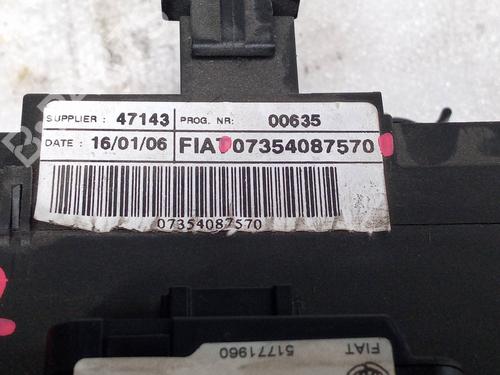 SUPPLIER : 47143 PROG. NR: 00635
DATE : 16/01/06 FIAT 07354087570
07354087570
51771960 FIAT